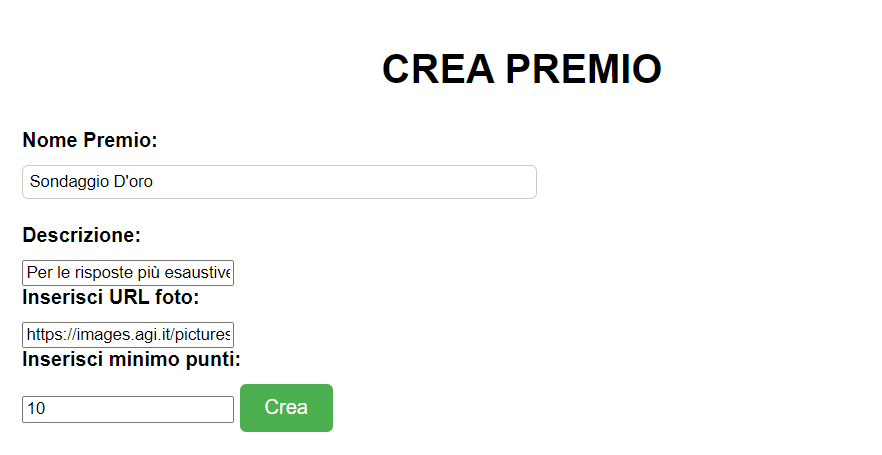 CREA PREMIO
Nome Premio:
Sondaggio D'oro
Descrizione:
Per le risposte più esaustive
Inserisci URL foto:
https://images.agi.it/pictures
Inserisci minimo punti:
10 Crea